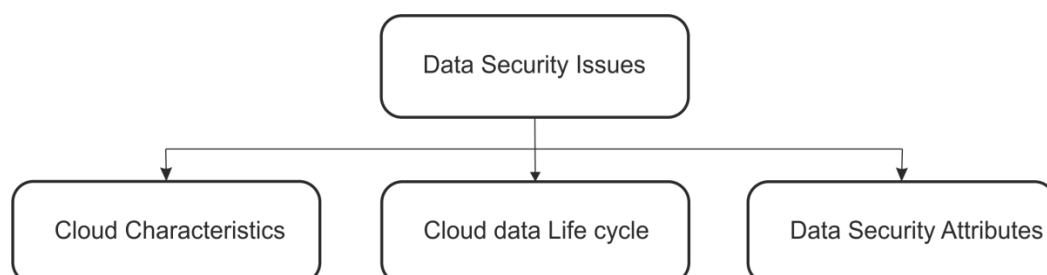 Data Security Issues
Cloud Characteristics
Cloud data Life cycle
Data Security Attributes